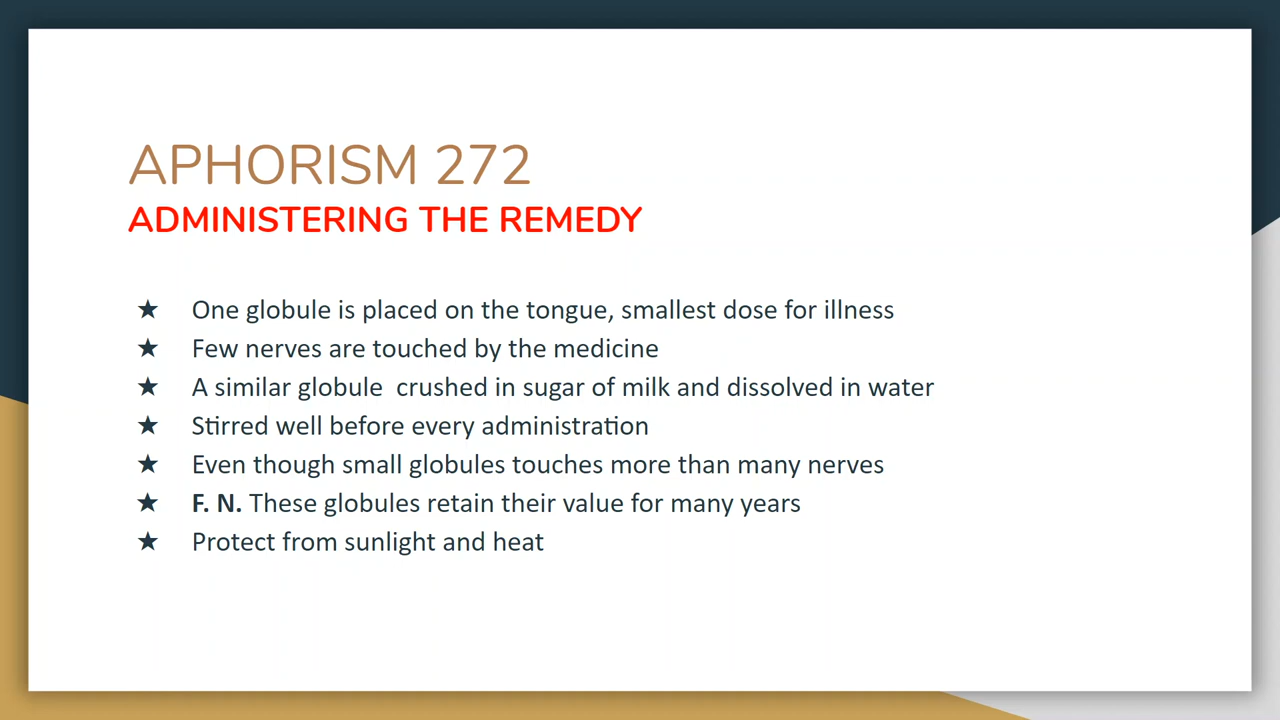 APHORISM 272
ADMINISTERING THE REMEDY
★ One globule is placed on the tongue, smallest dose for illness
★ Few nerves are touched by the medicine
★ A similar globule  crushed in sugar of milk and dissolved in water
★ Stirred well before every administration
★ Even though small globules touches more than many nerves
★ F. N. These globules retain their value for many years
★ Protect from sunlight and heat